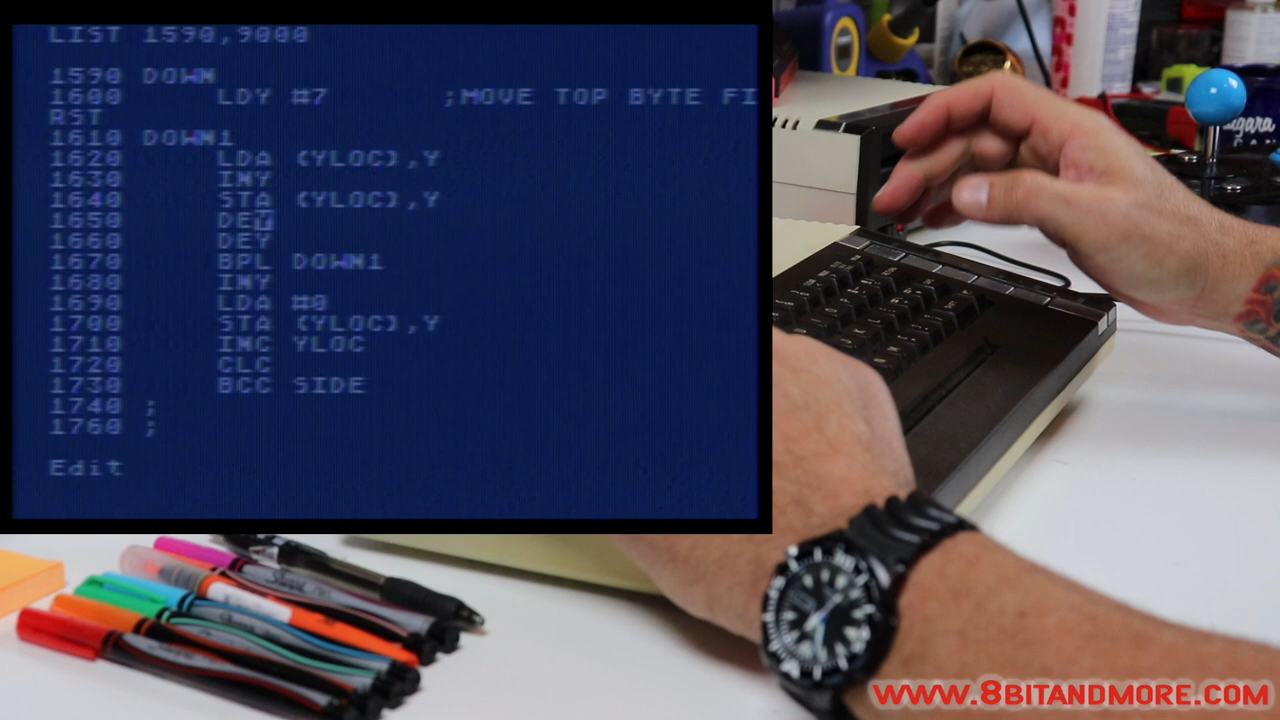 LIST 1590,9000
1590 DOWN
1600 LDY #7 ;MOVE TOP BYTE FI
RST
1610 DOWN1
1620 LDA (YLOC),Y
1630 INY
1640 STA (YLOC),Y
1650 DEY
1660 DEY
1670 BPL DOWN1
1680 INY
1690 LDA #0
1700 STA (YLOC),Y
1710 INC YLOC
1720 CLC
1730 BCC SIDE
1740 ;
1760 ;
Edit
www.8bitandmore.com